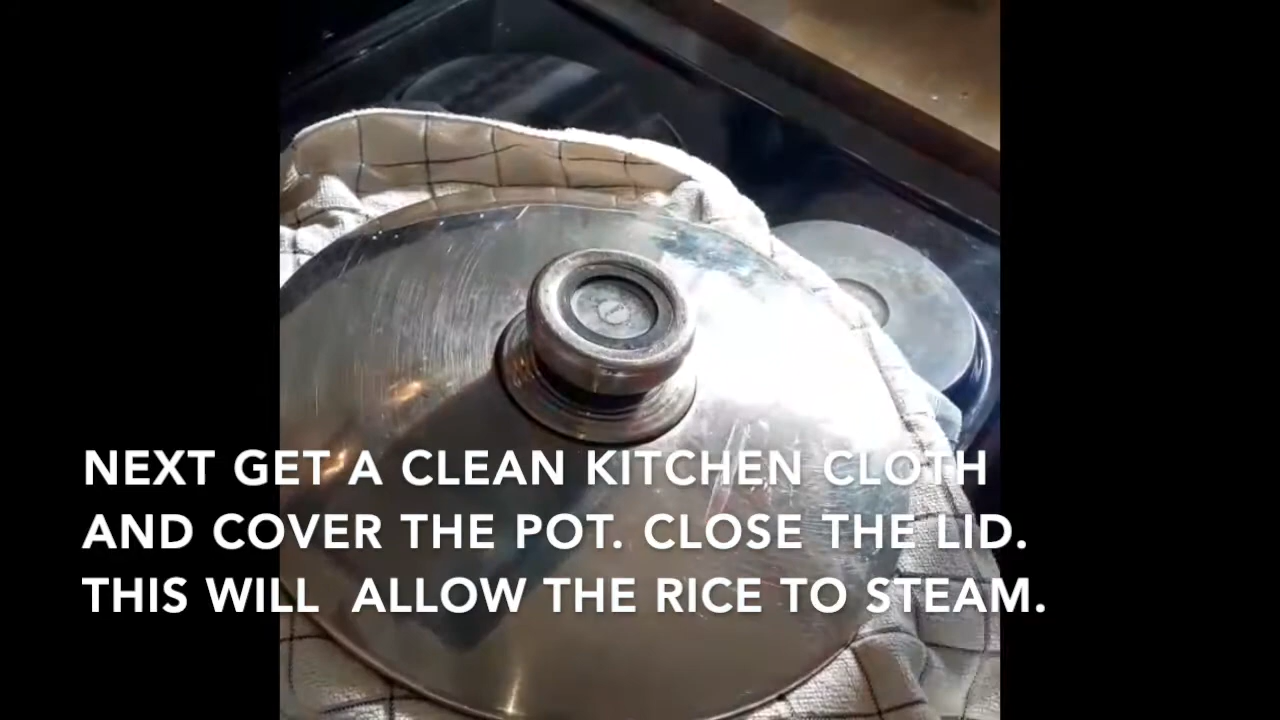 NEXT GET A CLEAN KITCHEN CLOTH
AND COVER THE POT. CLOSE THE LID.
THIS WILL  ALLOW THE RICE TO STEAM.